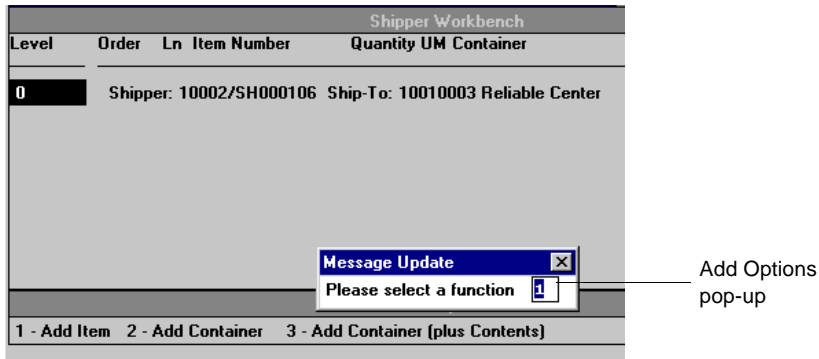 Shipper Workbench
Level Order Ln Item Number Quantity UM Container
0 Shipper: 10002/SH000106 Ship-To: 10010003 Reliable Center
Message Update
Please select a function 1
Add Options
pop-up
1 - Add Item 2 - Add Container 3 - Add Container (plus Contents)